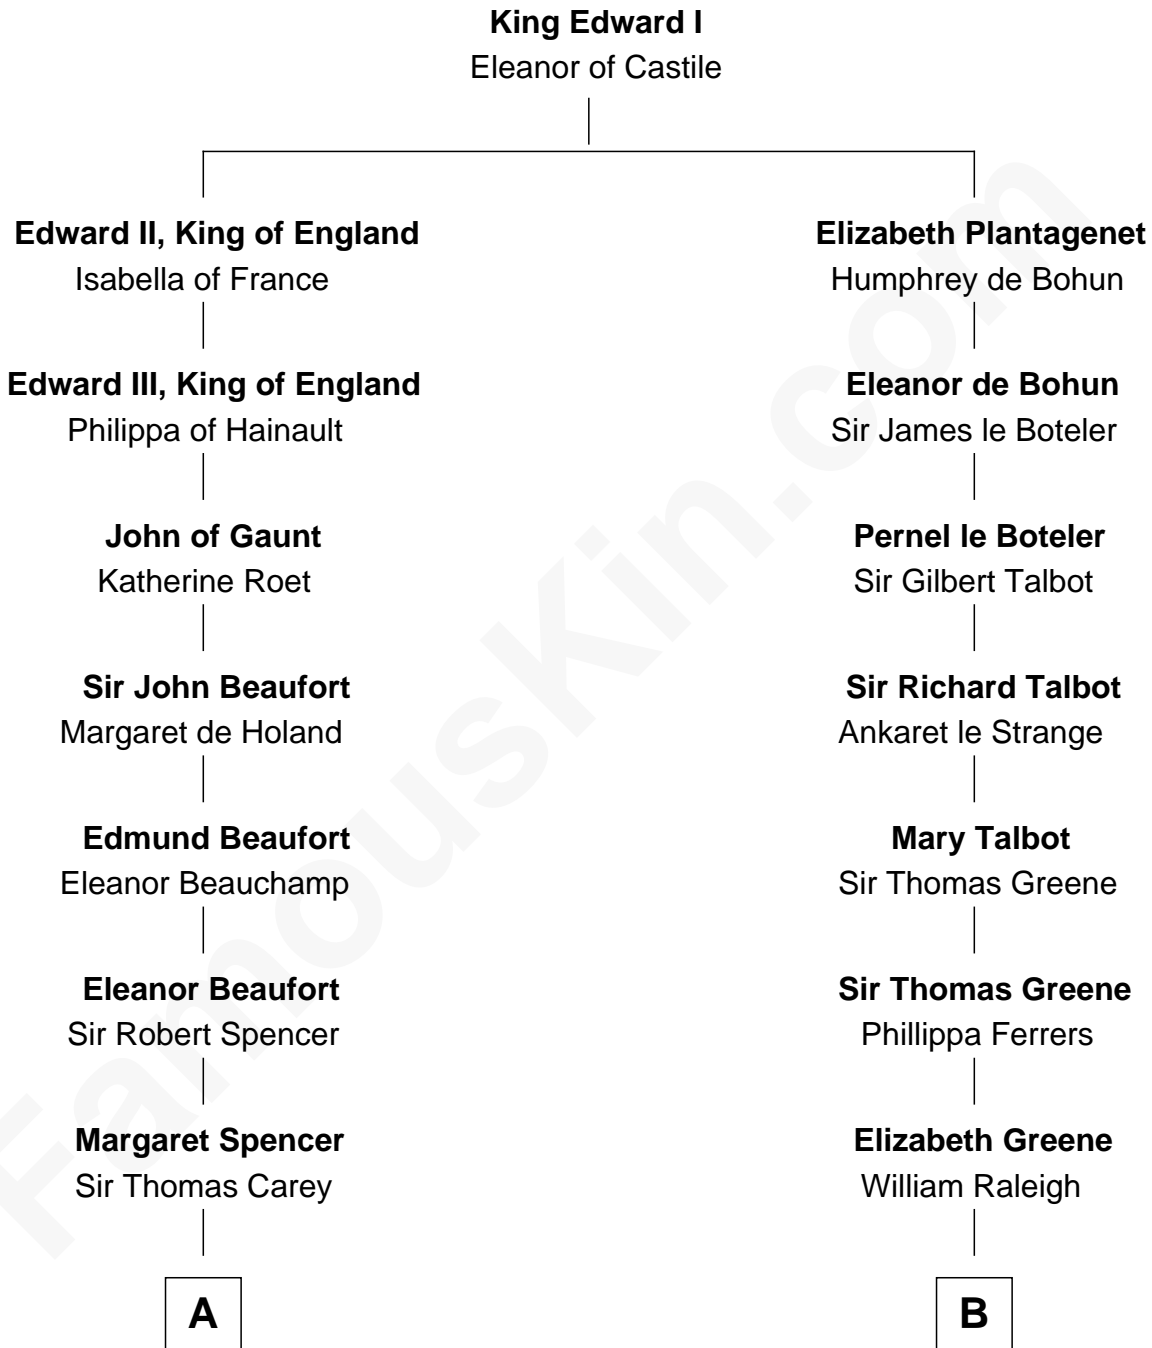 King Edward I
Eleanor of Castile
Edward II, King of England
Isabella of France
Elizabeth Plantagenet
Humphrey de Bohun
Edward III, King of England
Philippa of Hainault
Eleanor de Bohun
Sir James le Boteler
John of Gaunt
Katherine Roet
Pernel le Boteler
Sir Gilbert Talbot
Sir John Beaufort
Margaret de Holand
Sir Richard Talbot
Ankaret le Strange
Edmund Beaufort
Eleanor Beauchamp
Mary Talbot
Sir Thomas Greene
Eleanor Beaufort
Sir Robert Spencer
Sir Thomas Greene
Phillippa Ferrers
Margaret Spencer
Sir Thomas Carey
Elizabeth Greene
William Raleigh
A
B
FamousKin.com